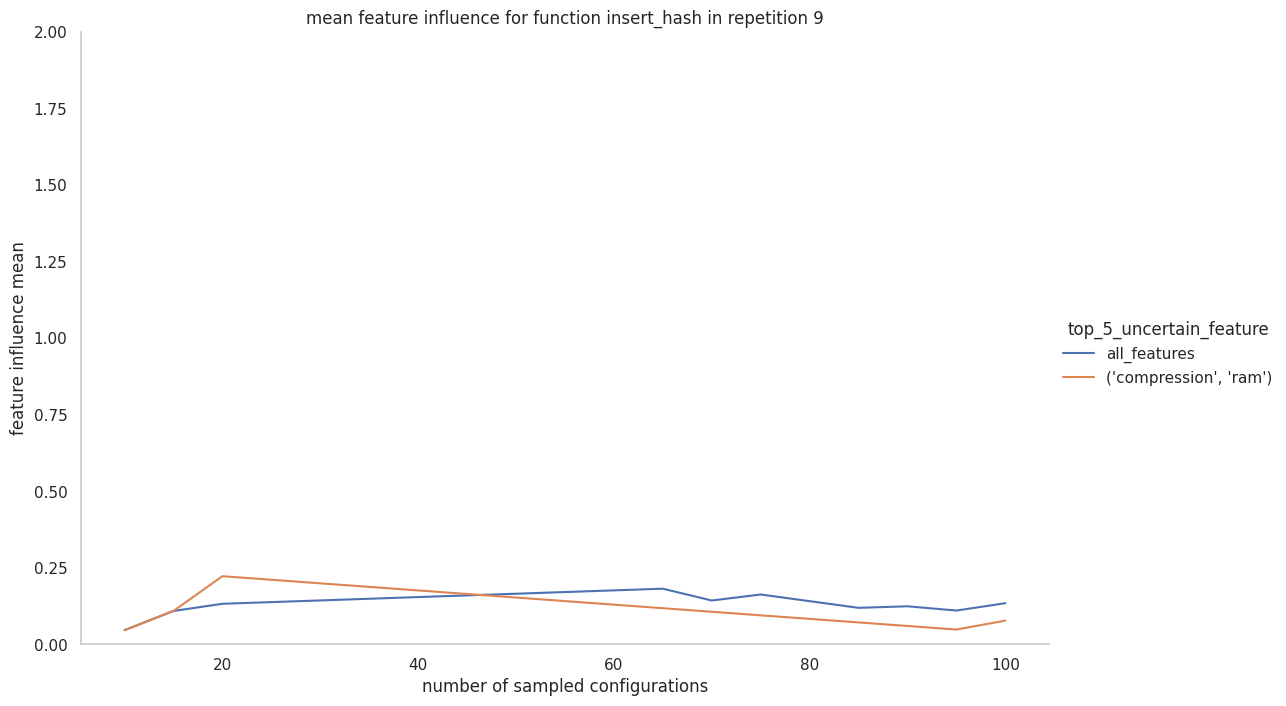 mean feature influence for function insert_hash in repetition 9
2.00
1.75
1.50
1.25
1.00
0.75
0.50
0.25
0.00
feature influence mean
20 40 60 80 100
number of sampled configurations
top_5_uncertain_feature
all_features
('compression', 'ram')